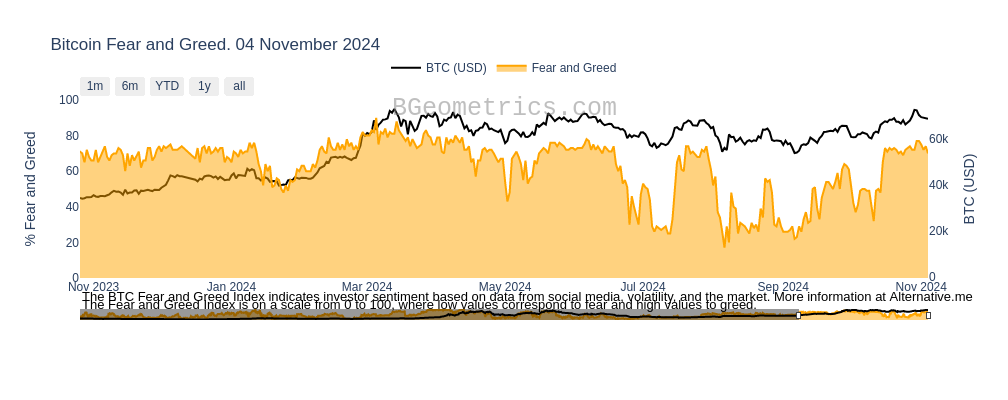 Bitcoin Fear and Greed. 04 November 2024
BTC (USD) Fear and Greed
1m 6m YTD 1y all
BGeometrics.com
100
80
60
40
20
0
% Fear and Greed
60k
40k
20k
0
BTC (USD)
Nov 2023 Jan 2024 Mar 2024 May 2024 Jul 2024 Sep 2024 Nov 2024
The BTC Fear and Greed Index indicates investor sentiment based on data from social media, volatility, and the market. More information at Alternative.me
The Fear and Greed Index is on a scale from 0 to 100, where low values correspond to fear and high values to greed.